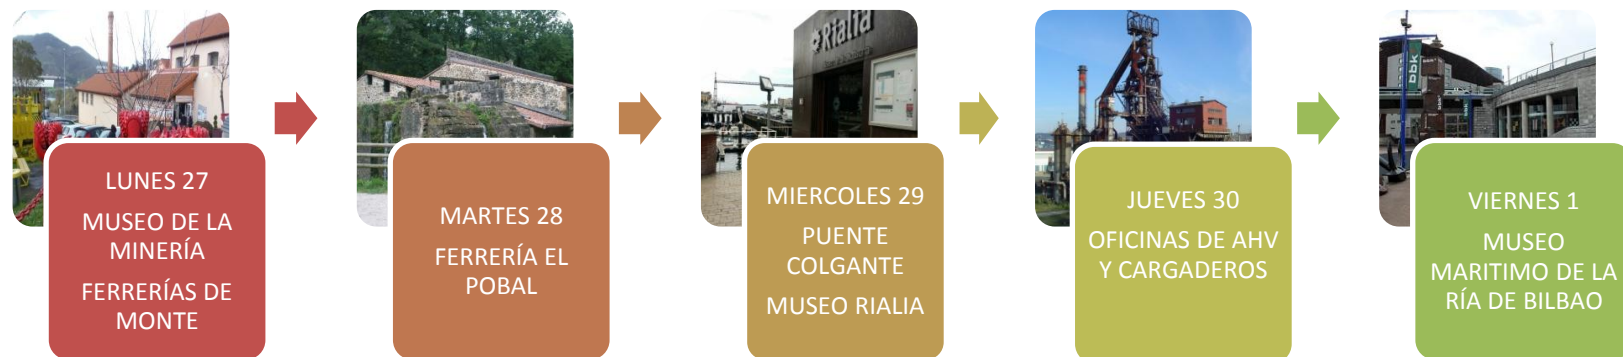 Rialia
bbk
LUNES 27
MUSEO DE LA
MINERÍA
FERRERÍAS DE
MONTE
MARTES 28
FERRERÍA EL
POBAL
MIERCOLES 29
PUENTE
COLGANTE
MUSEO RIALIA
JUEVES 30
OFICINAS DE AHV
Y CARGADEROS
VIERNES 1
MUSEO
MARITIMO DE LA
RÍA DE BILBAO